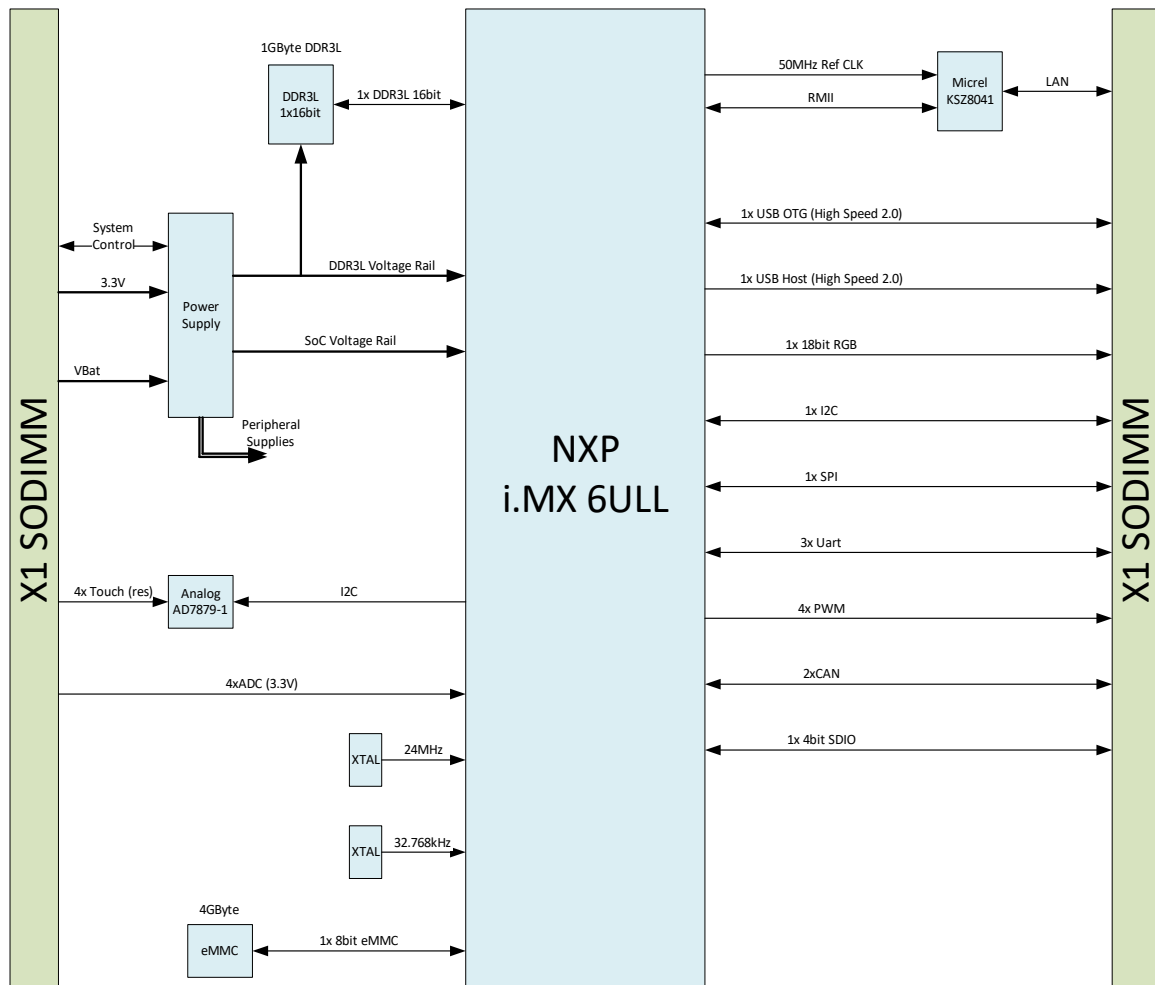 X1 SODIMM
1GByte DDR3L
DDR3L
1x16bit
1x DDR3L 16bit
System
Control
3.3V
VBat
Power
Supply
DDR3L Voltage Rail
SoC Voltage Rail
Peripheral
Supplies
4x Touch (res)
Analog
AD7879-1
I2C
4xADC (3.3V)
XTAL
24MHz
XTAL
32.768kHz
4GByte
eMMC
1x 8bit eMMC
NXP
i.MX 6ULL
50MHz Ref CLK
RMII
Micrel
KSZ8041
LAN
1x USB OTG (High Speed 2.0)
1x USB Host (High Speed 2.0)
1x 18bit RGB
1x I2C
1x SPI
3x Uart
4x PWM
2xCAN
1x 4bit SDIO
X1 SODIMM